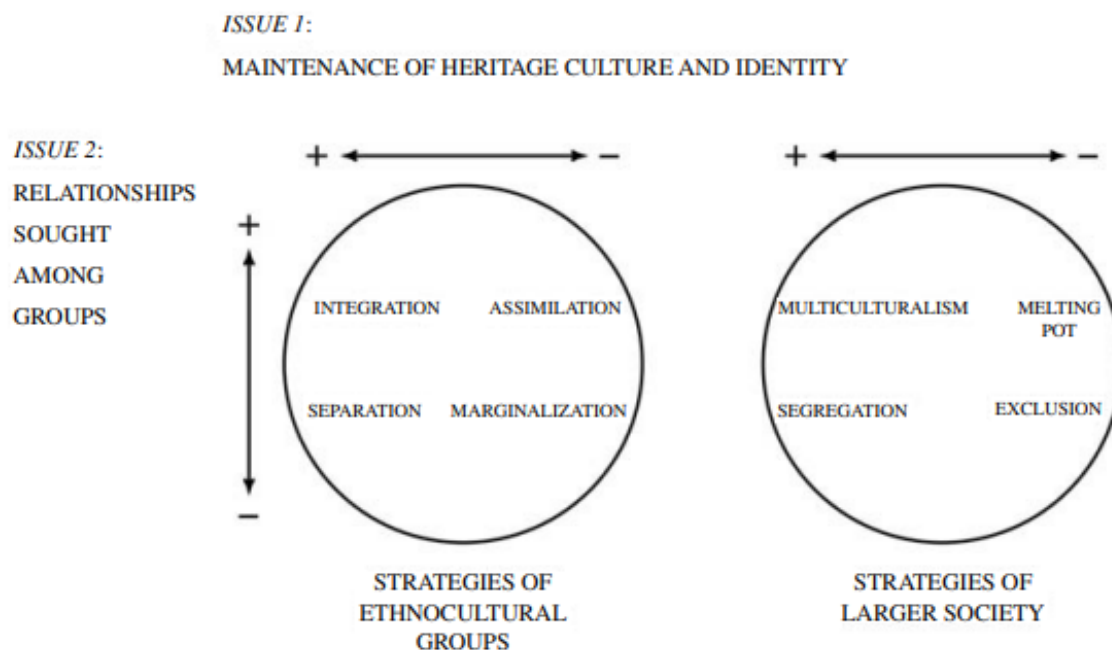 ISSUE 1:
MAINTENANCE OF HERITAGE CULTURE AND IDENTITY
ISSUE 2:
RELATIONSHIPS
SOUGHT
AMONG
GROUPS
+ −
+ −
+
−
INTEGRATION ASSIMILATION
SEPARATION MARGINALIZATION
MULTICULTURALISM MELTING
POT
SEGREGATION EXCLUSION
STRATEGIES OF
ETHNOCULTURAL
GROUPS
STRATEGIES OF
LARGER SOCIETY